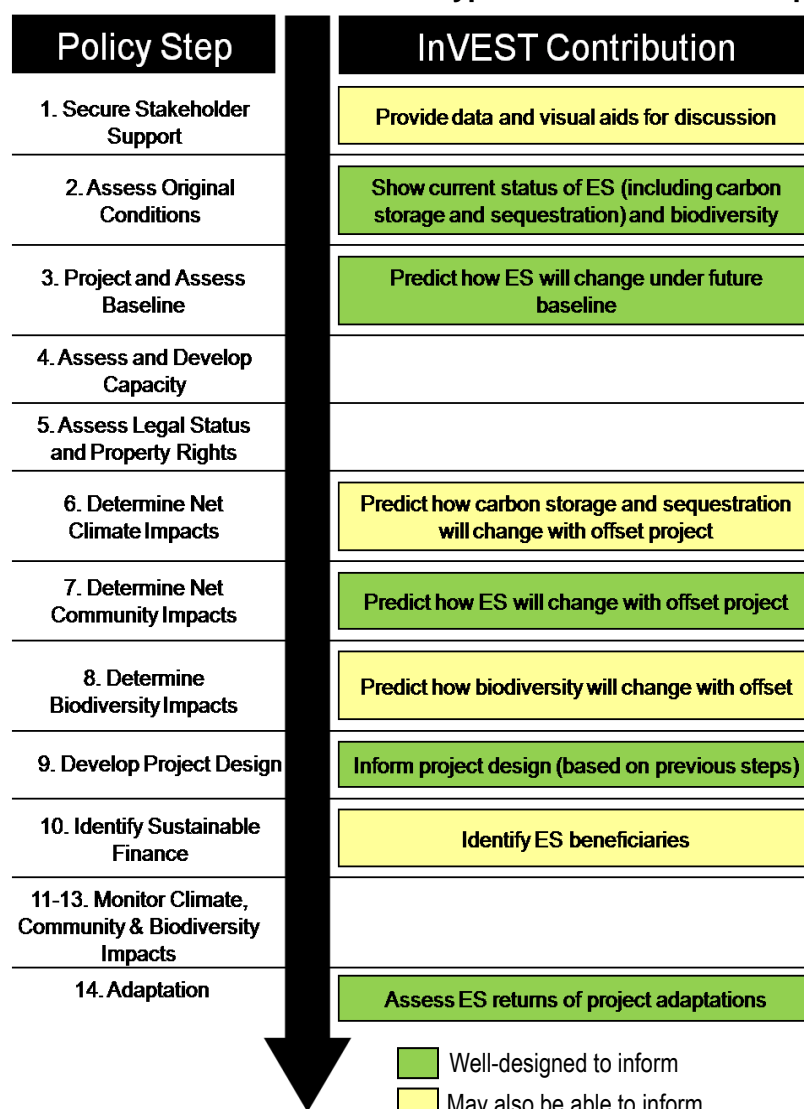 Policy Step
InVEST Contribution
1. Secure Stakeholder
Support
Provide data and visual aids for discussion
2. Assess Original
Conditions
Show current status of ES (including carbon
storage and sequestration) and biodiversity
3. Project and Assess
Baseline
Predict how ES will change under future
baseline
4. Assess and Develop
Capacity
5. Assess Legal Status
and Property Rights
6. Determine Net
Climate Impacts
Predict how carbon storage and sequestration
will change with offset project
7. Determine Net
Community Impacts
Predict how ES will change with offset project
8. Determine
Biodiversity Impacts
Predict how biodiversity will change with offset
9. Develop Project Design
Inform project design (based on previous steps)
10. Identify Sustainable
Finance
Identify ES beneficiaries
11-13. Monitor Climate,
Community & Biodiversity
Impacts
14. Adaptation
Assess ES returns of project adaptations
Well-designed to inform
May also be able to inform